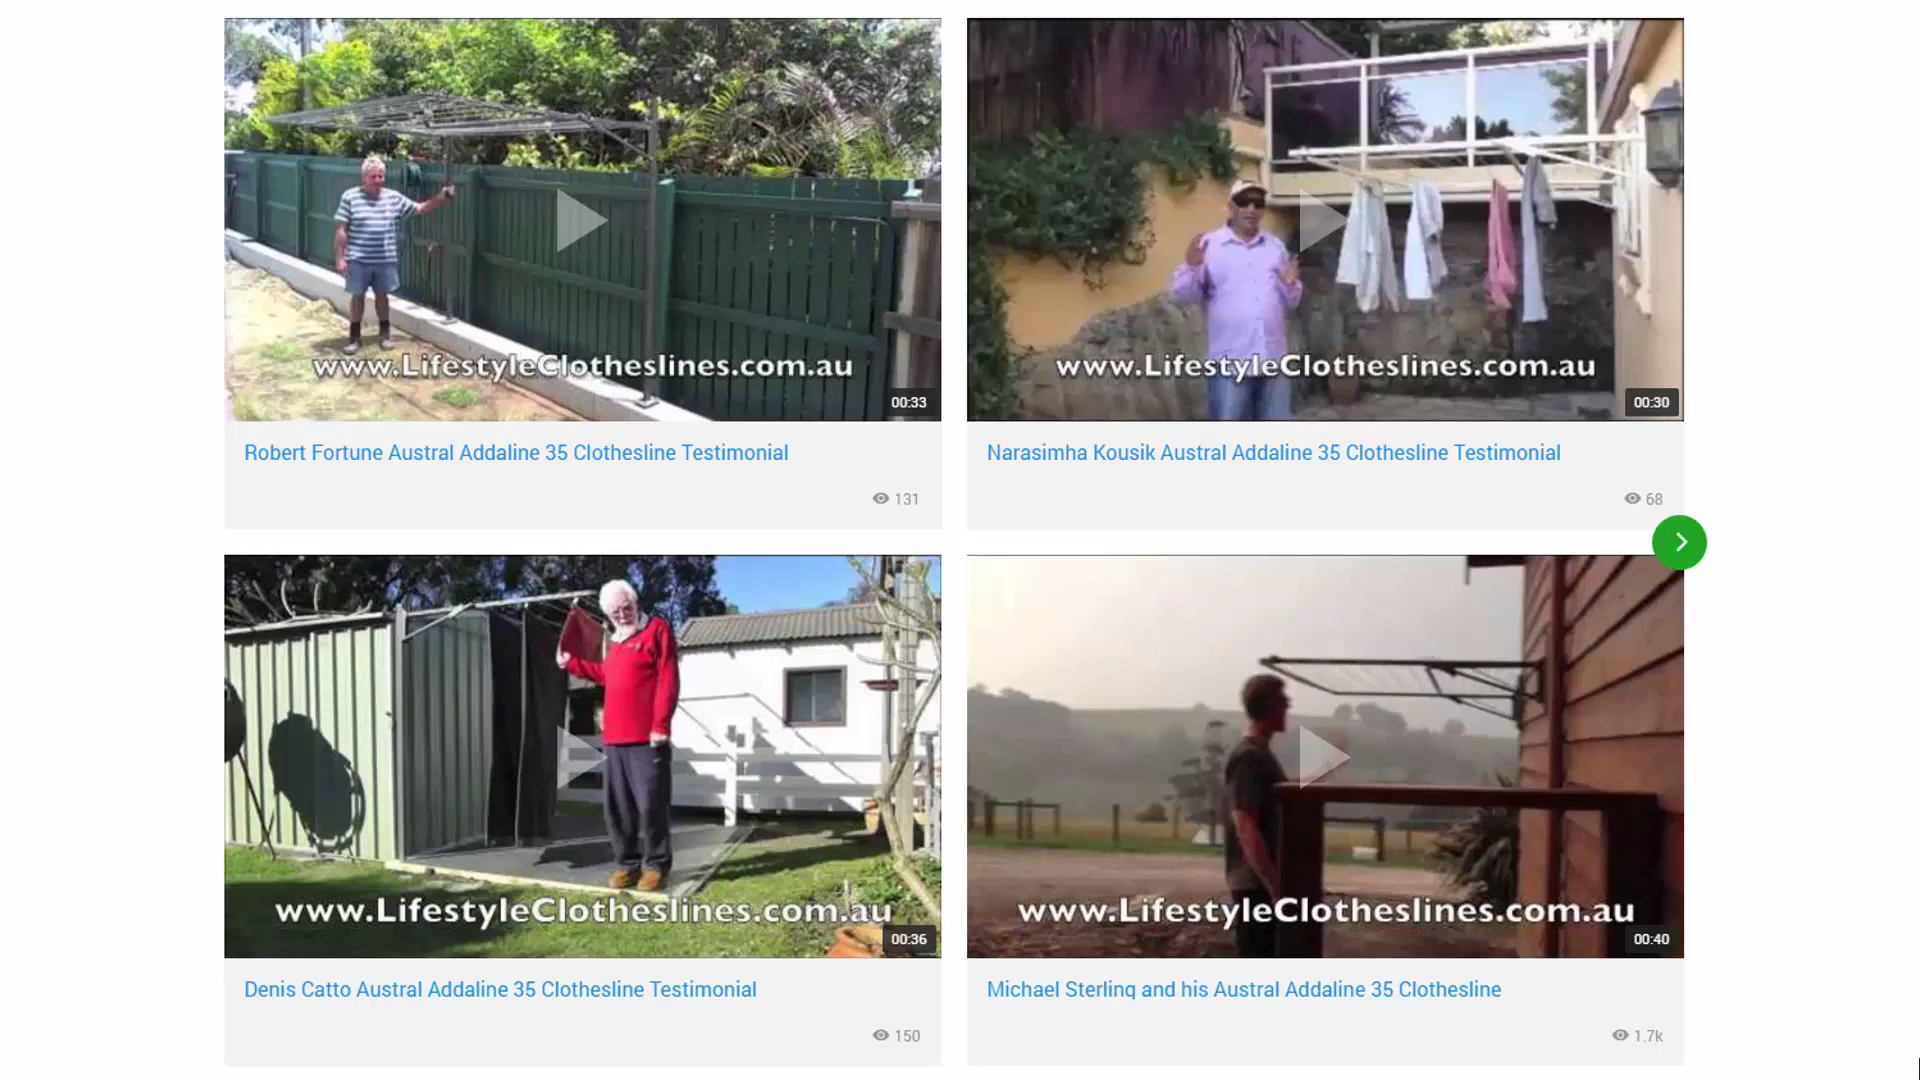 www.LifestyleClotheslines.com.au
00:33
Robert Fortune Austral Addaline 35 Clothesline Testimonial
131
www.LifestyleClotheslines.com.au
00:30
Narasimha Kousik Austral Addaline 35 Clothesline Testimonial
68
www.LifestyleClotheslines.com.au
00:36
Denis Catto Austral Addaline 35 Clothesline Testimonial
150
www.LifestyleClotheslines.com.au
00:40
Michael Sterling and his Austral Addaline 35 Clothesline
1.7k